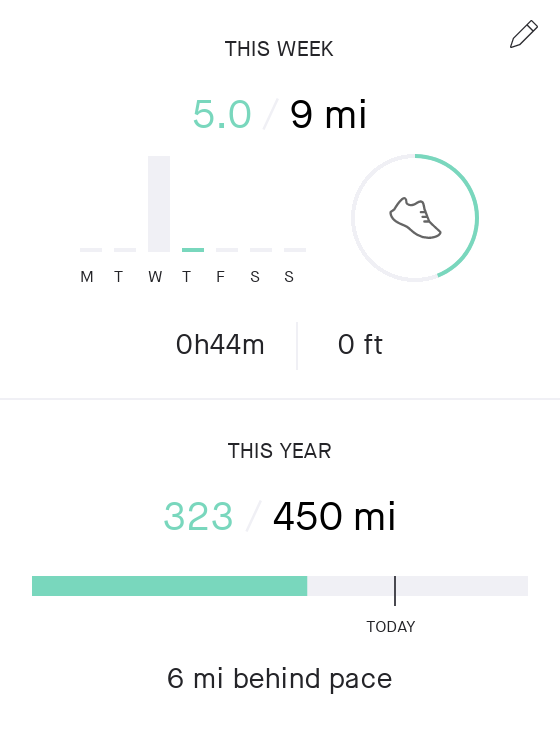 THIS WEEK
5.0 / 9 mi
M T W T F S S
0h44m 0 ft
THIS YEAR
323 / 450 mi
TODAY
6 mi behind pace